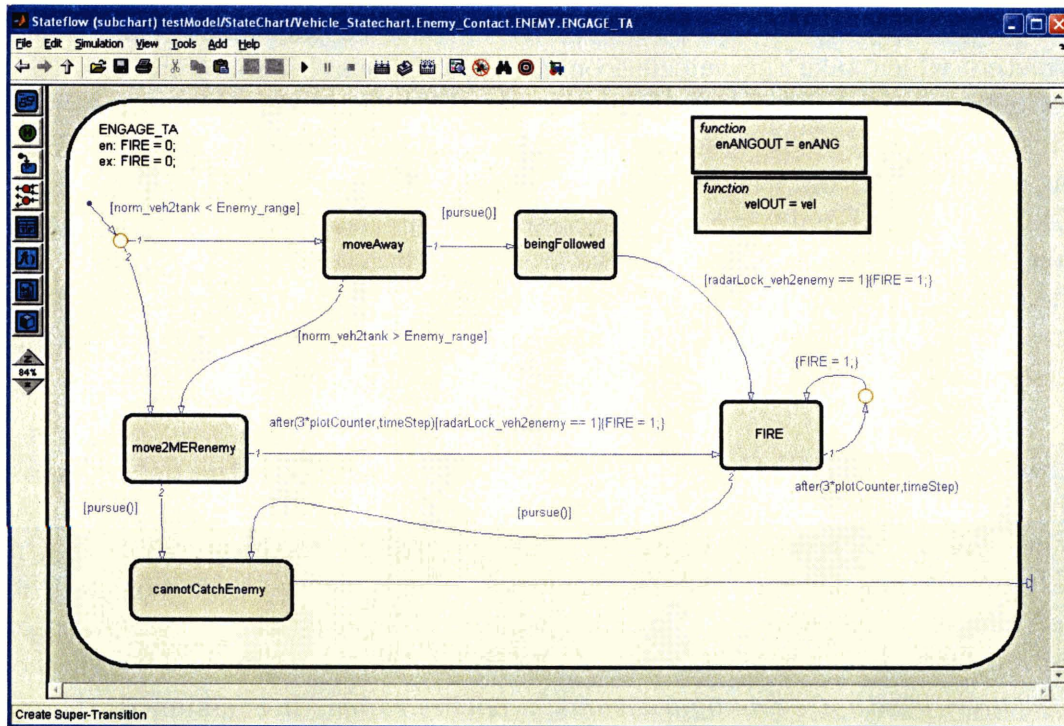 Stateflow (subchart) testModel/StateChart/Vehicle_Statechart.Enemy_Contact.ENEMY.ENGAGE_TA
File Edit Simulation View Tools Add Help
84%
ENGAGE_TA
en: FIRE = 0;
ex: FIRE = 0;
function
enANGOUT = enANG
function
velOUT = vel
[norm_veh2tank < Enemy_range]
1
2
moveAway
1
2
[pursue()]
beingFollowed
[radarLock_veh2enemy == 1]{FIRE = 1;}
[norm_veh2tank > Enemy_range]
{FIRE = 1;}
move2MERenemy
1
2
after(3*plotCounter,timeStep)[radarLock_veh2enemy == 1]{FIRE = 1;}
FIRE
1
2
after(3*plotCounter,timeStep)
[pursue()]
[pursue()]
cannotCatchEnemy
Create Super-Transition